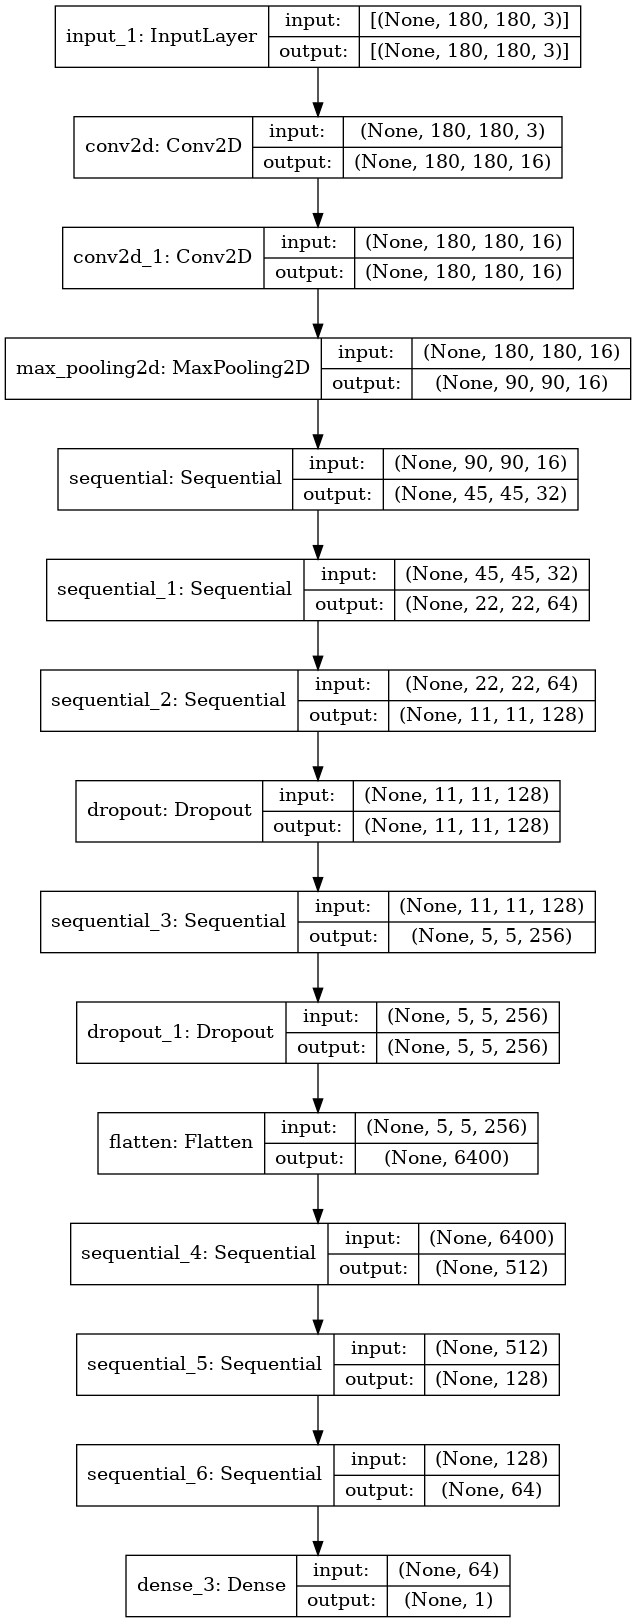 input_1: InputLayer
input:
[(None, 180, 180, 3)]
output:
[(None, 180, 180, 3)]
conv2d: Conv2D
input:
(None, 180, 180, 3)
output:
(None, 180, 180, 16)
conv2d_1: Conv2D
input:
(None, 180, 180, 16)
output:
(None, 180, 180, 16)
max_pooling2d: MaxPooling2D
input:
(None, 180, 180, 16)
output:
(None, 90, 90, 16)
sequential: Sequential
input:
(None, 90, 90, 16)
output:
(None, 45, 45, 32)
sequential_1: Sequential
input:
(None, 45, 45, 32)
output:
(None, 22, 22, 64)
sequential_2: Sequential
input:
(None, 22, 22, 64)
output:
(None, 11, 11, 128)
dropout: Dropout
input:
(None, 11, 11, 128)
output:
(None, 11, 11, 128)
sequential_3: Sequential
input:
(None, 11, 11, 128)
output:
(None, 5, 5, 256)
dropout_1: Dropout
input:
(None, 5, 5, 256)
output:
(None, 5, 5, 256)
flatten: Flatten
input:
(None, 5, 5, 256)
output:
(None, 6400)
sequential_4: Sequential
input:
(None, 6400)
output:
(None, 512)
sequential_5: Sequential
input:
(None, 512)
output:
(None, 128)
sequential_6: Sequential
input:
(None, 128)
output:
(None, 64)
dense_3: Dense
input:
(None, 64)
output:
(None, 1)